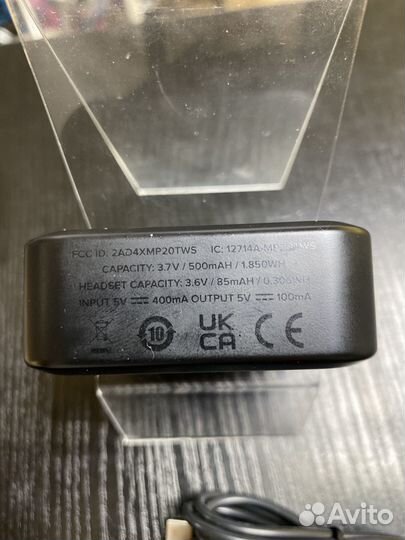 FCC ID: 2AD4XMP20TWS IC: 12714A-MP20TWS
CAPACITY: 3.7V / 500mAH / 1.850WH
HEADSET CAPACITY: 3.6V / 85mAH / 0.306WH
INPUT 5V ⎓ 400mA OUTPUT 5V ⎓ 100mA
10 UK CA CE
Avito